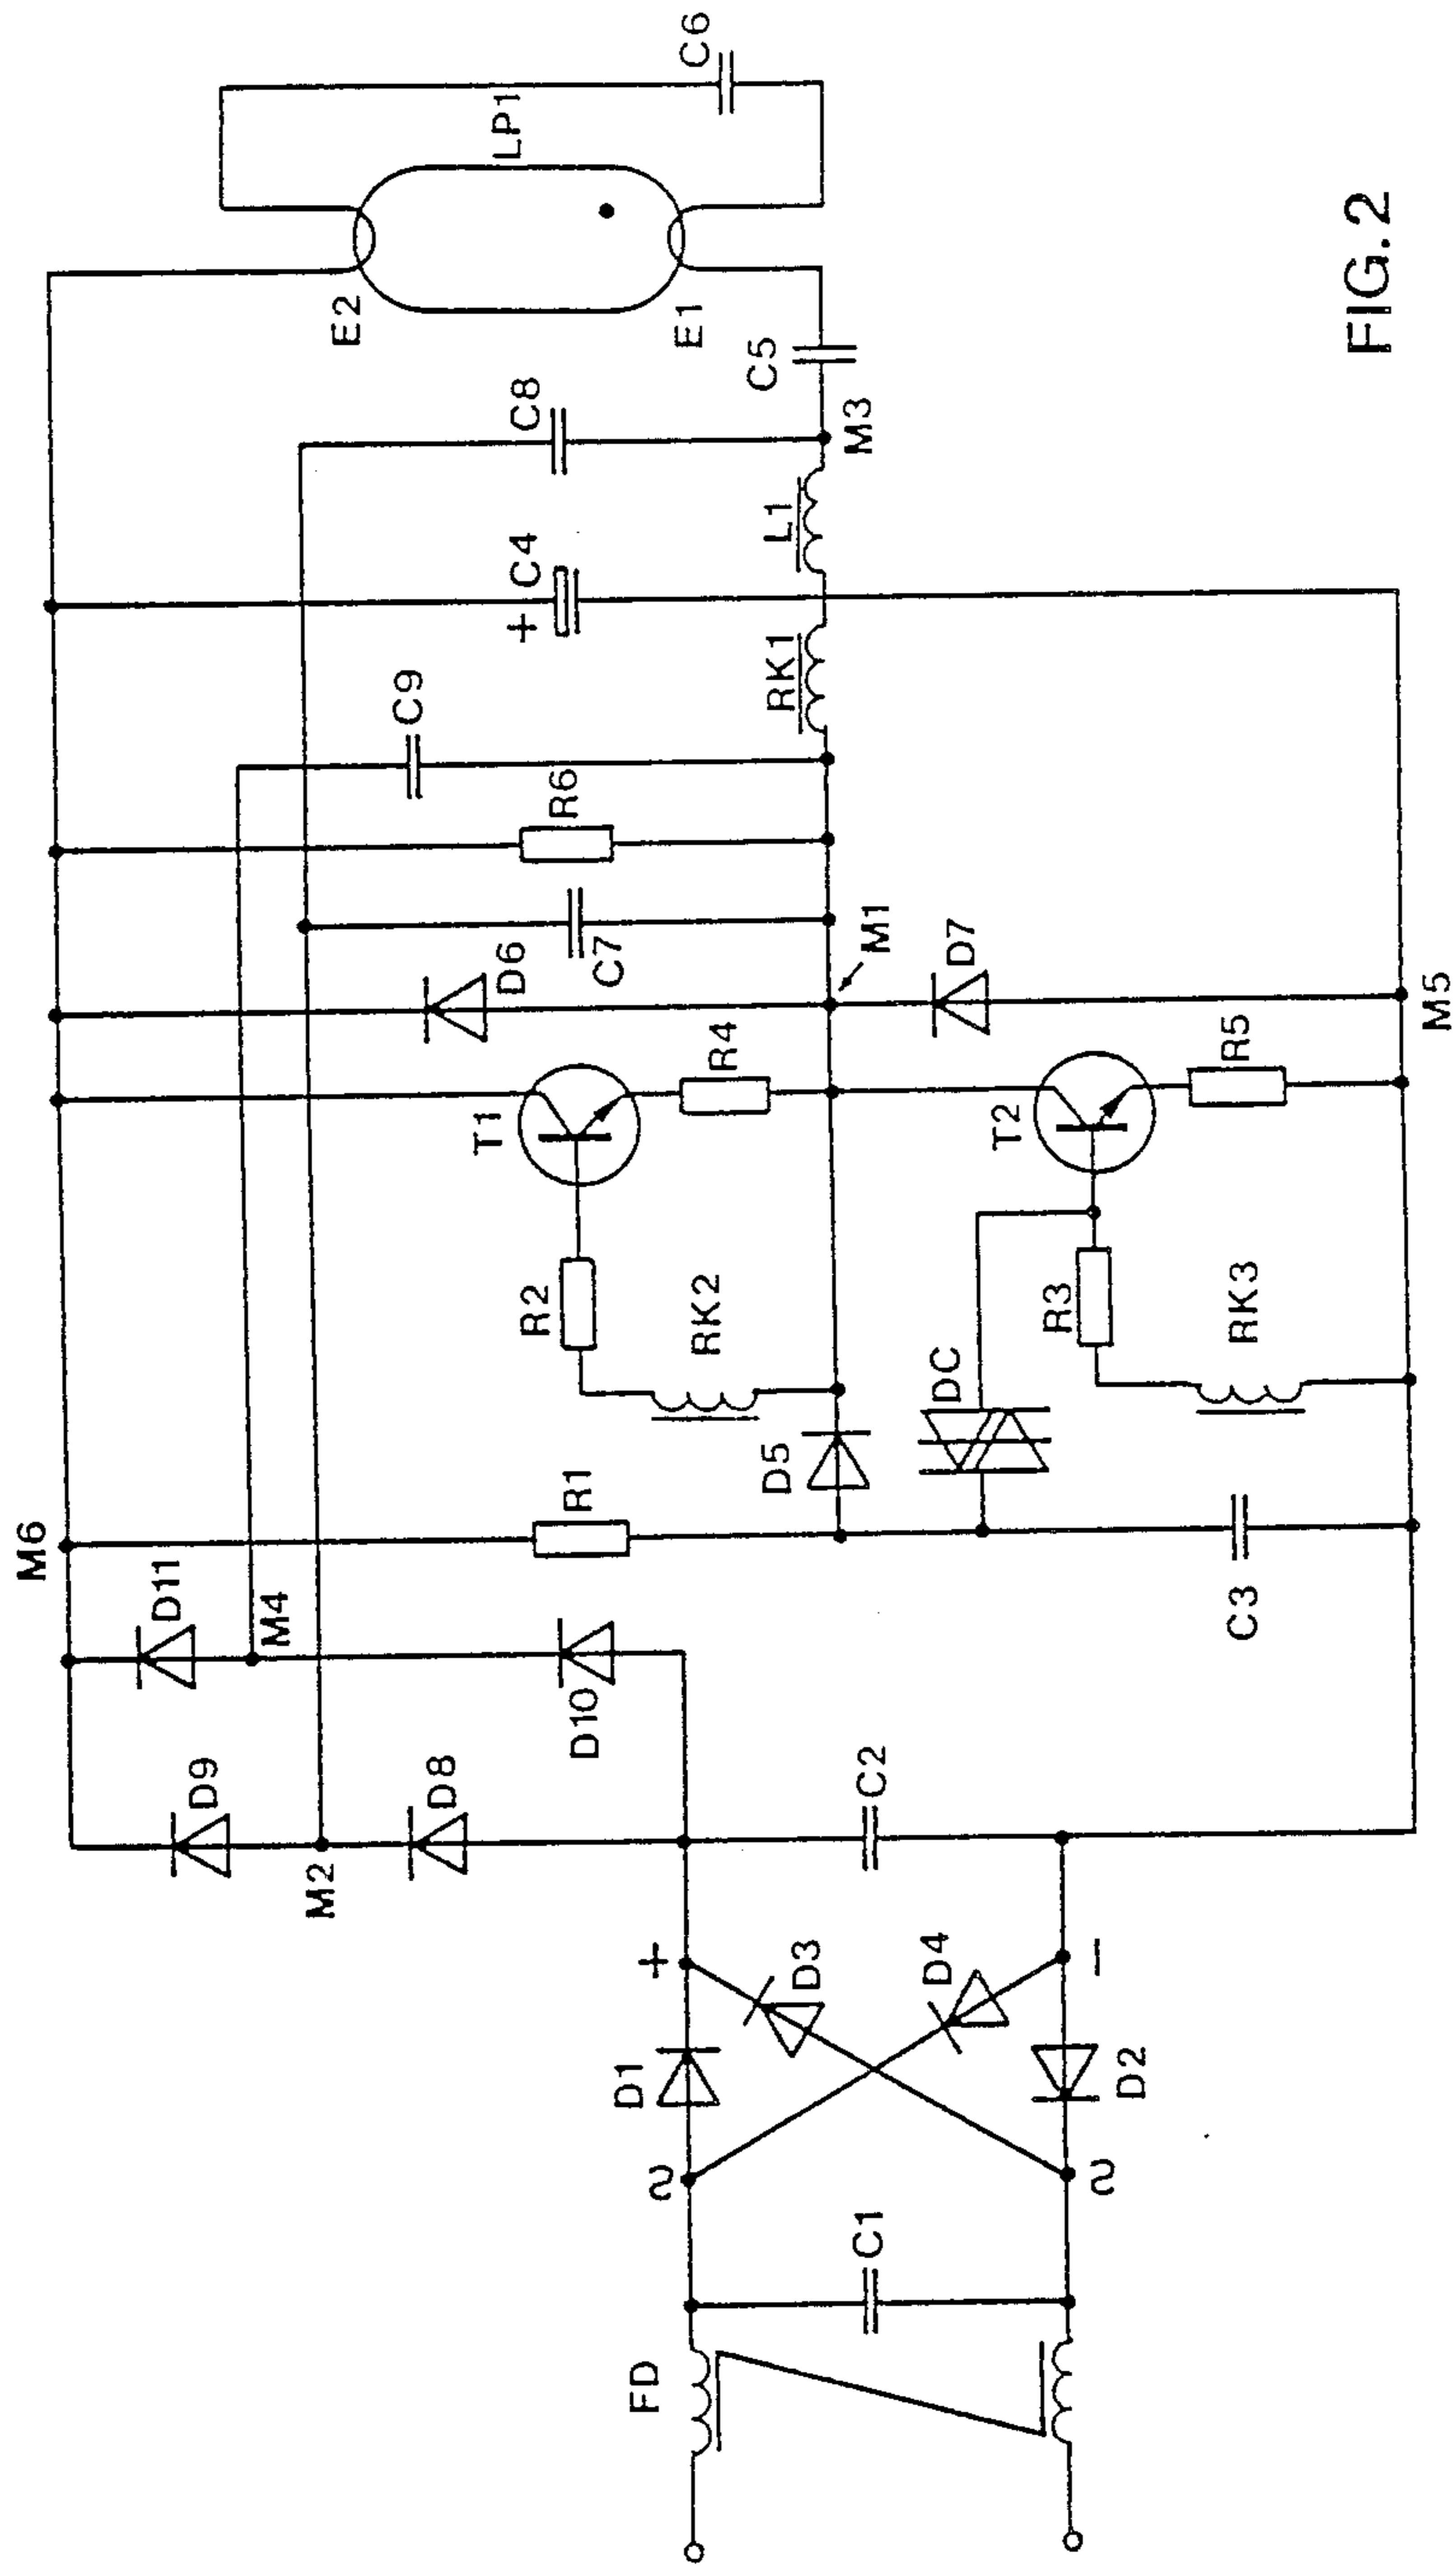 M6
D11
M4
D9
M2
D8
D10
R1
D5
C3
C2
+
−
D3
D4
D1
D2
~
~
C1
FD
R2
RK2
T1
R4
DC
R3
RK3
T2
R5
D6
C7
R6
C9
M1
D7
M5
C4
+
RK1
L1
C8
M3
C5
E2
E1
LP1
C6
FIG.2